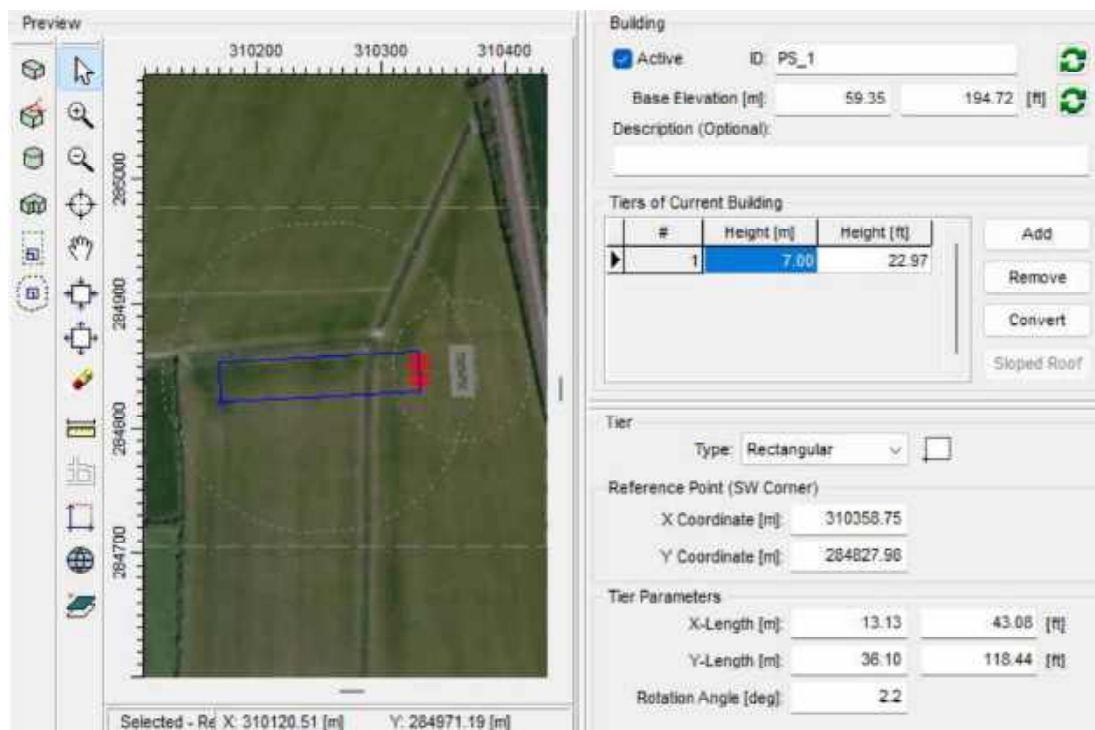 Preview
310200 310300 310400
285000
284900
284800
284700
Selected - Re X: 310120.51 [m] Y: 284971.19 [m]
Building
Active ID: PS_1
Base Elevation [m]: 59.35 194.72 [ft]
Description (Optional):
Tiers of Current Building
# Height [m] Height [ft]
1 7.00 22.97
Add
Remove
Convert
Sloped Roof
Tier
Type: Rectangular
Reference Point (SW Corner)
X Coordinate [m]: 310358.75
Y Coordinate [m]: 284827.98
Tier Parameters
X-Length [m]: 13.13 43.08 [ft]
Y-Length [m]: 36.10 118.44 [ft]
Rotation Angle [deg]: 2.2